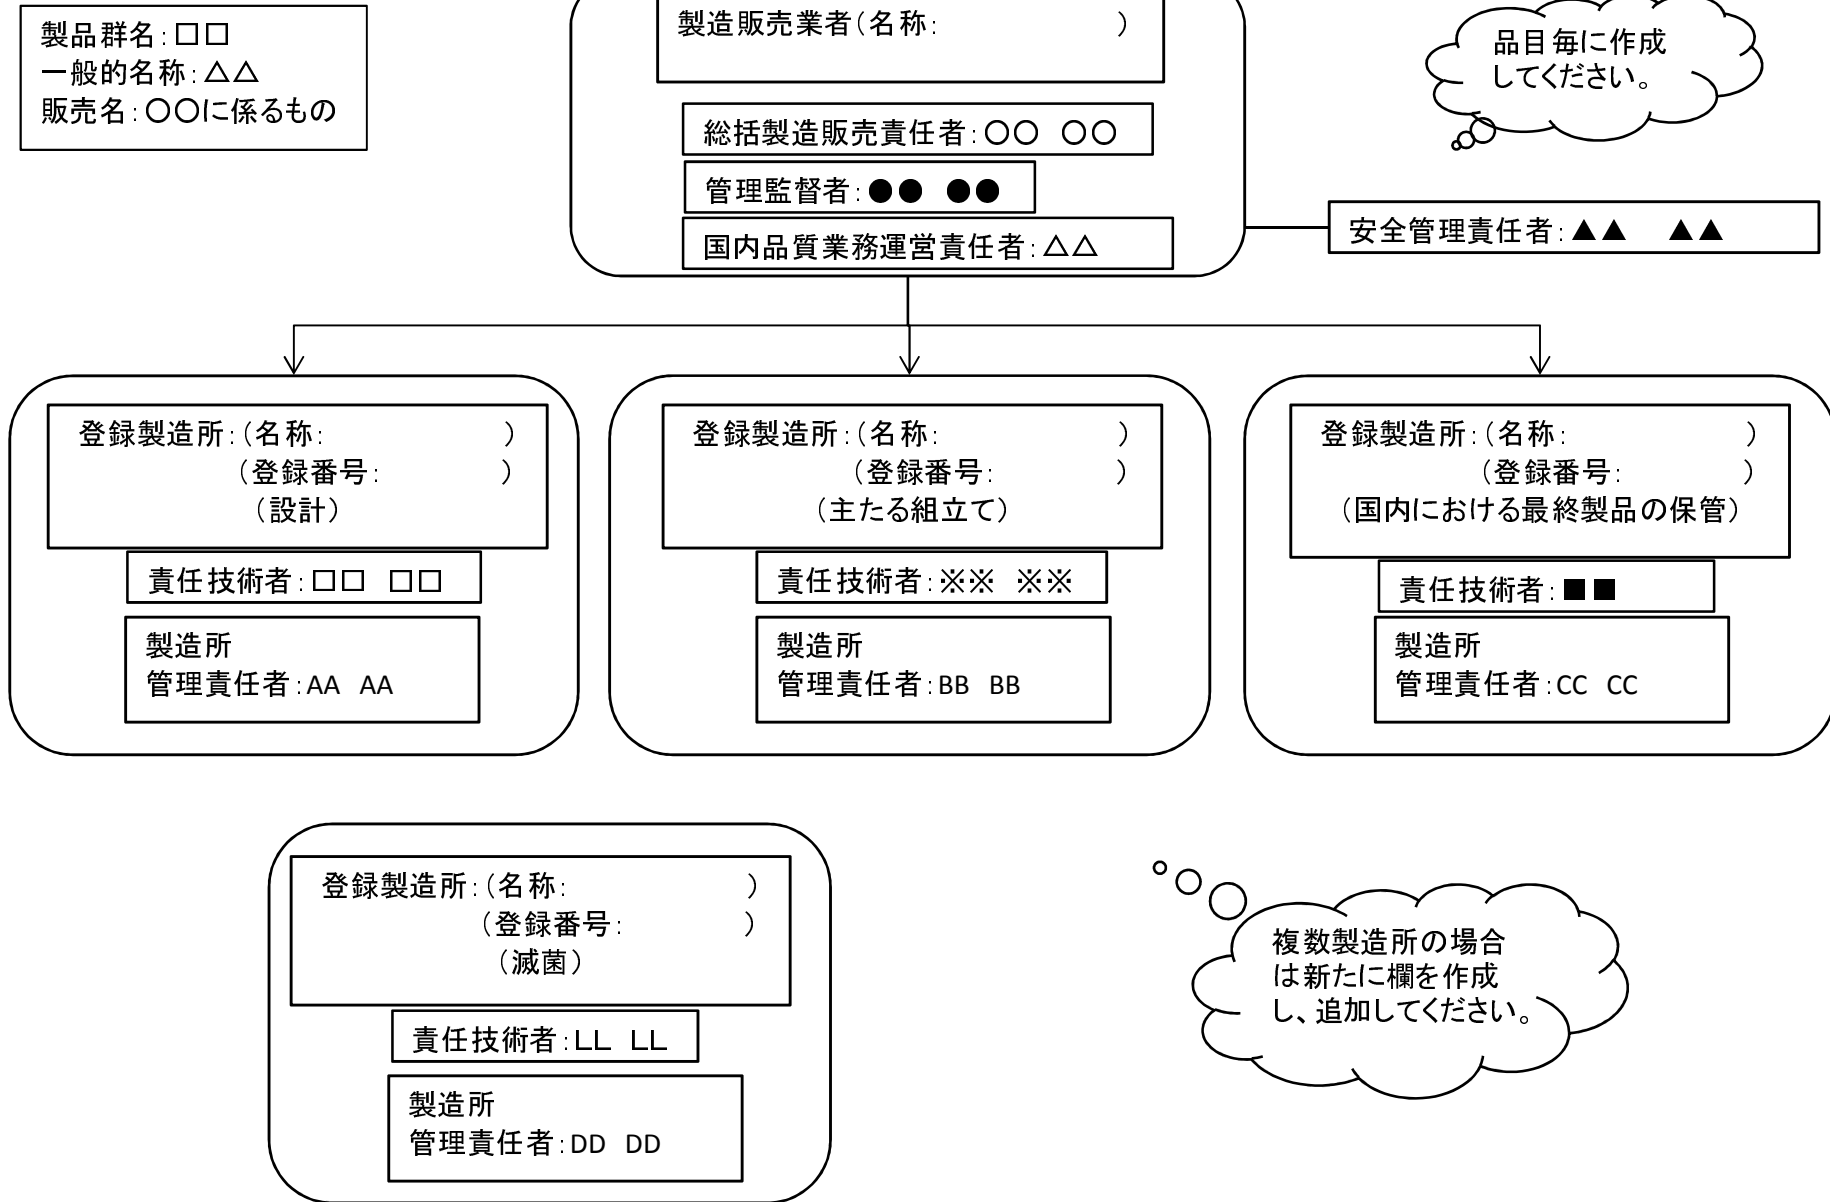 製品群名：□□
一般的名称：△△
販売名：〇〇に係るもの
製造販売業者（名称：　　　　　　）
総括製造販売責任者：〇〇　〇〇
管理監督者：●●　●●
国内品質業務運営責任者：△△
品目毎に作成
してください。
安全管理責任者：▲▲　▲▲
登録製造所：（名称：　　　　　　）
（登録番号：　　　　）
（設計）
責任技術者：□□　□□
製造所
管理責任者：AA　AA
登録製造所：（名称：　　　　　　）
（登録番号：　　　　）
（主たる組立て）
責任技術者：※※　※※
製造所
管理責任者：BB　BB
登録製造所：（名称：　　　　　　）
（登録番号：　　　　）
（国内における最終製品の保管）
責任技術者：■■
製造所
管理責任者：CC　CC
登録製造所：（名称：　　　　　　）
（登録番号：　　　　）
（滅菌）
責任技術者：LL　LL
製造所
管理責任者：DD　DD
複数製造所の場合
は新たに欄を作成
し、追加してください。